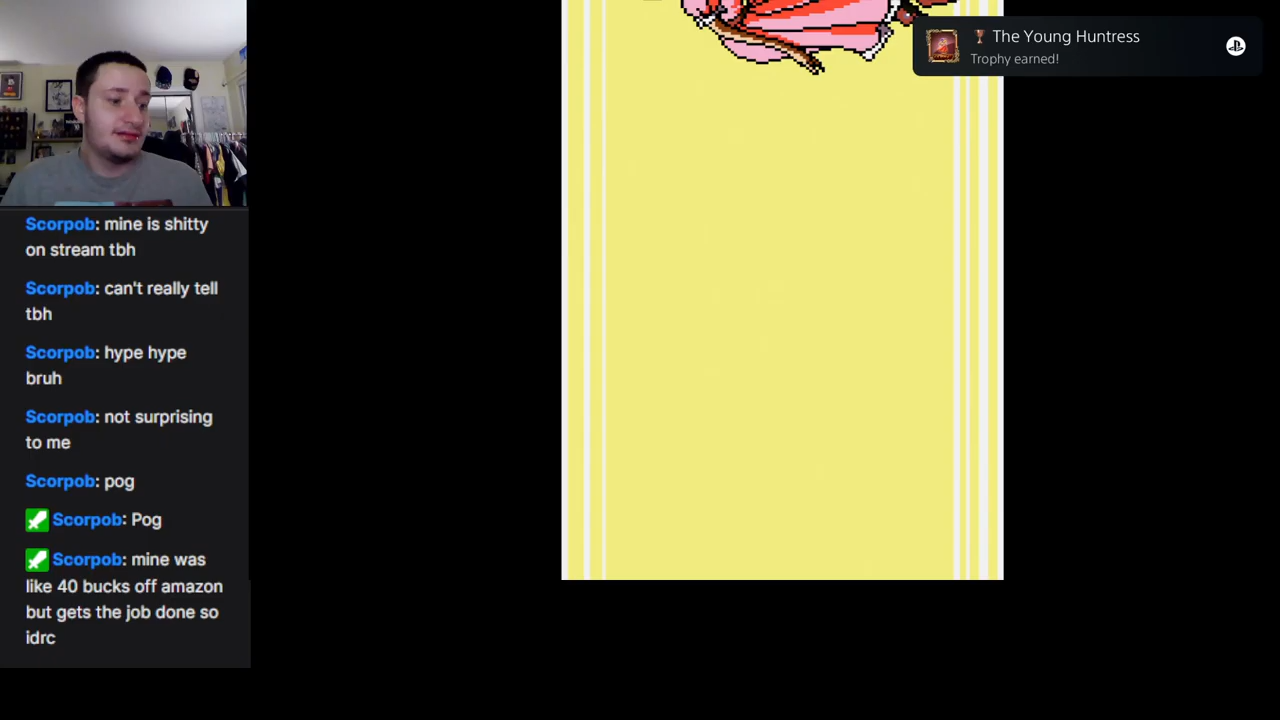 The Young Huntress
Trophy earned!
Scorpob: mine is shitty
on stream tbh
Scorpob: can't really tell
tbh
Scorpob: hype hype
bruh
Scorpob: not surprising
to me
Scorpob: pog
Scorpob: Pog
Scorpob: mine was
like 40 bucks off amazon
but gets the job done so
idrc